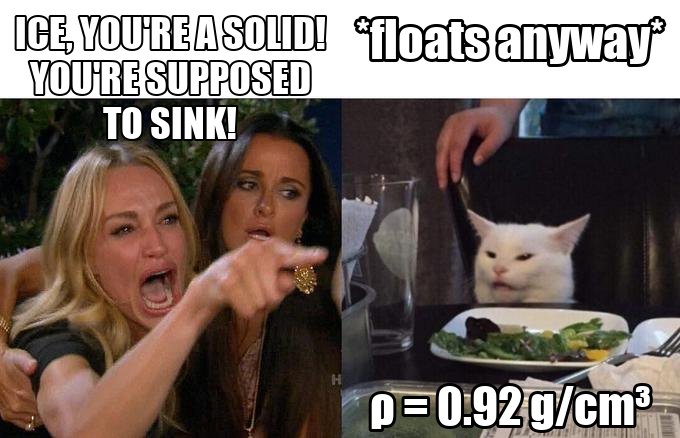 ICE, YOU'RE A SOLID!
YOU'RE SUPPOSED
TO SINK!
*floats anyway*
ρ = 0.92 g/cm³